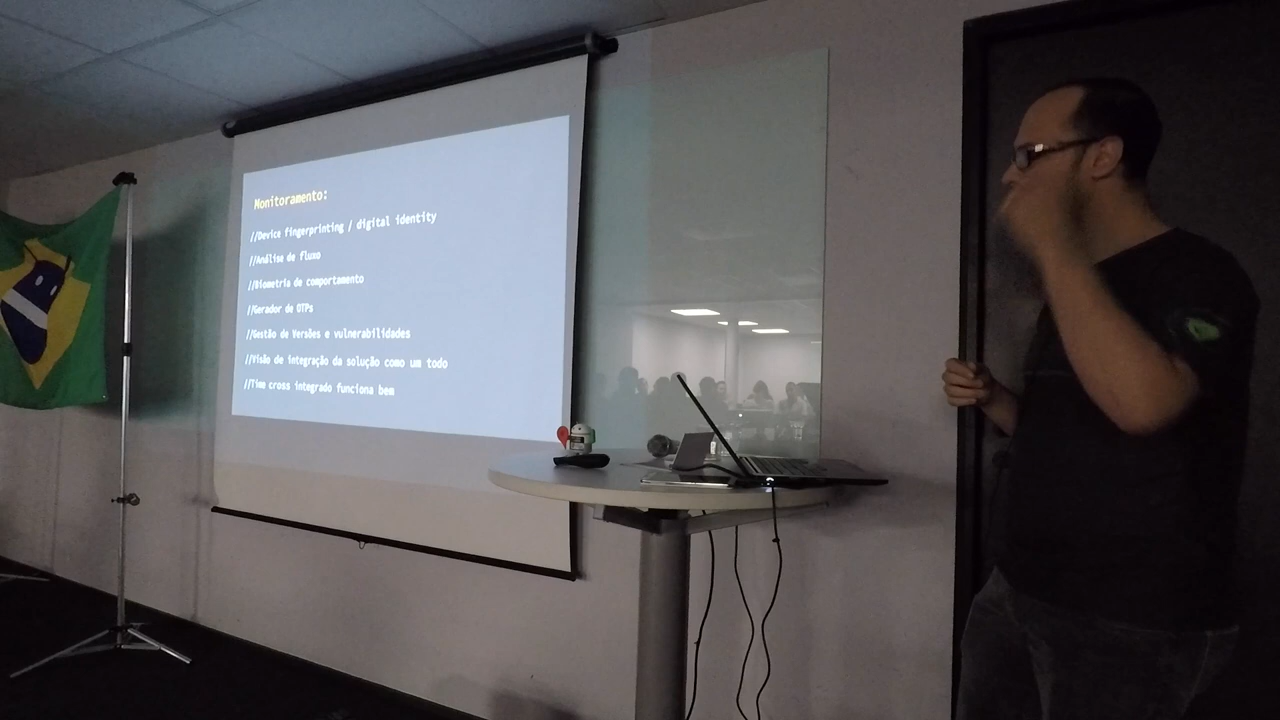 Monitoramento:
//Device fingerprinting / digital identity
//Análise de fluxo
//Biometria de comportamento
//Gerador de OTPs
//Gestão de Versões e vulnerabilidades
//Visão de integração da solução como um todo
//Time cross integrado funciona bem